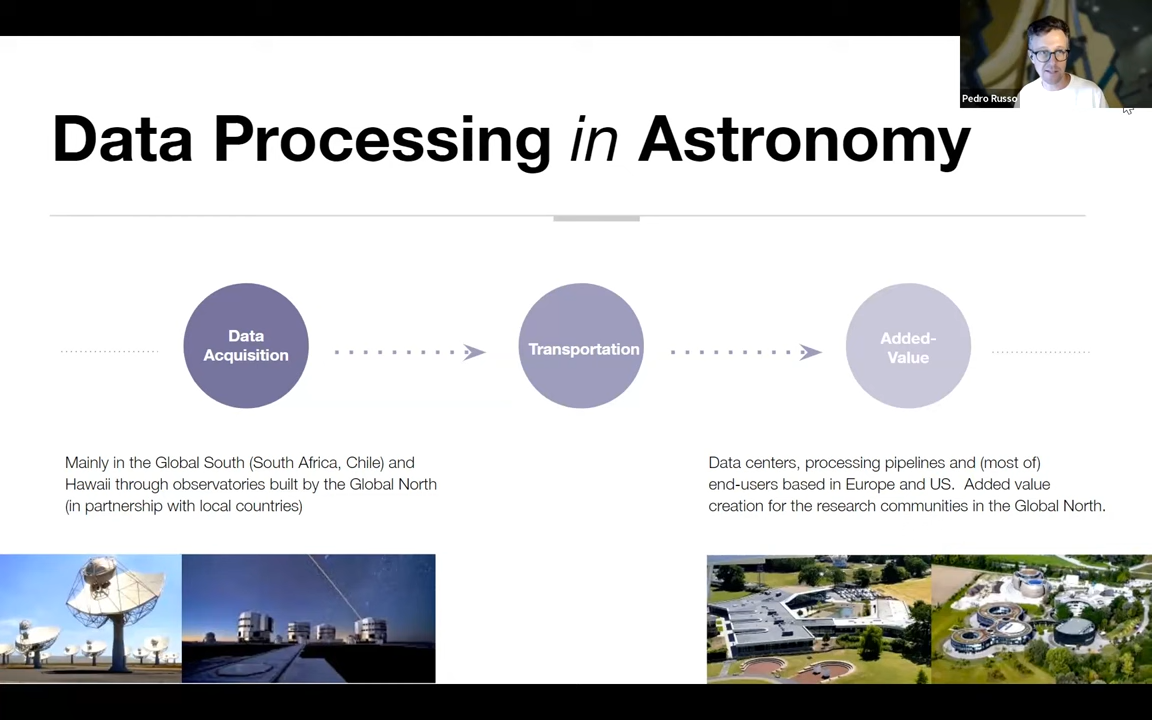 Pedro Russo
Data Processing in Astronomy
Data
Acquisition
Transportation
Added-
Value
Mainly in the Global South (South Africa, Chile) and
Hawaii through observatories built by the Global North
(in partnership with local countries)
Data centers, processing pipelines and (most of)
end-users based in Europe and US.  Added value
creation for the research communities in the Global North.